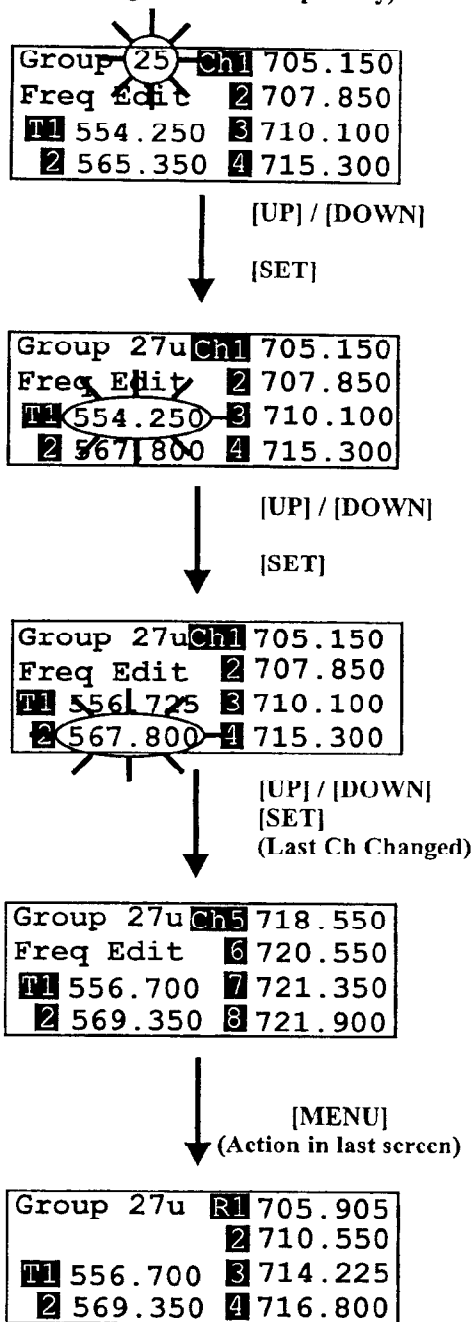 Group 25 Ch1 705.150
Freq Edit 2 707.850
T1 554.250 3 710.100
2 565.350 4 715.300
[UP] / [DOWN]
[SET]
Group 27u Ch1 705.150
Freq Edit 2 707.850
T1 554.250 3 710.100
2 567.800 4 715.300
[UP] / [DOWN]
[SET]
Group 27u Ch1 705.150
Freq Edit 2 707.850
T1 556.725 3 710.100
2 567.800 4 715.300
[UP] / [DOWN]
[SET]
(Last Ch Changed)
Group 27u Ch5 718.550
Freq Edit 6 720.550
T1 556.700 7 721.350
2 569.350 8 721.900
[MENU]
(Action in last screen)
Group 27u R1 705.905
2 710.550
T1 556.700 3 714.225
2 569.350 4 716.800